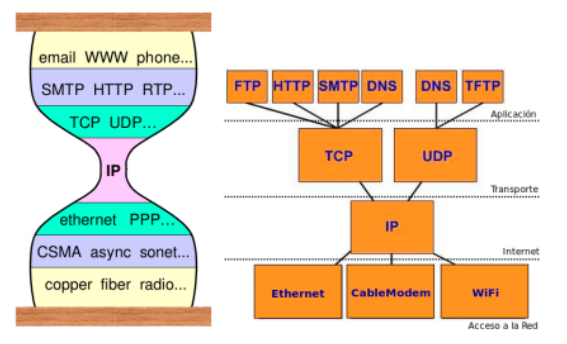 email WWW phone...
SMTP HTTP RTP...
TCP UDP...
IP
ethernet PPP...
CSMA async sonet...
copper fiber radio...
FTP HTTP SMTP DNS DNS TFTP
Aplicación
TCP UDP
Transporte
IP
Internet
Ethernet CableModem WiFi
Acceso a la Red